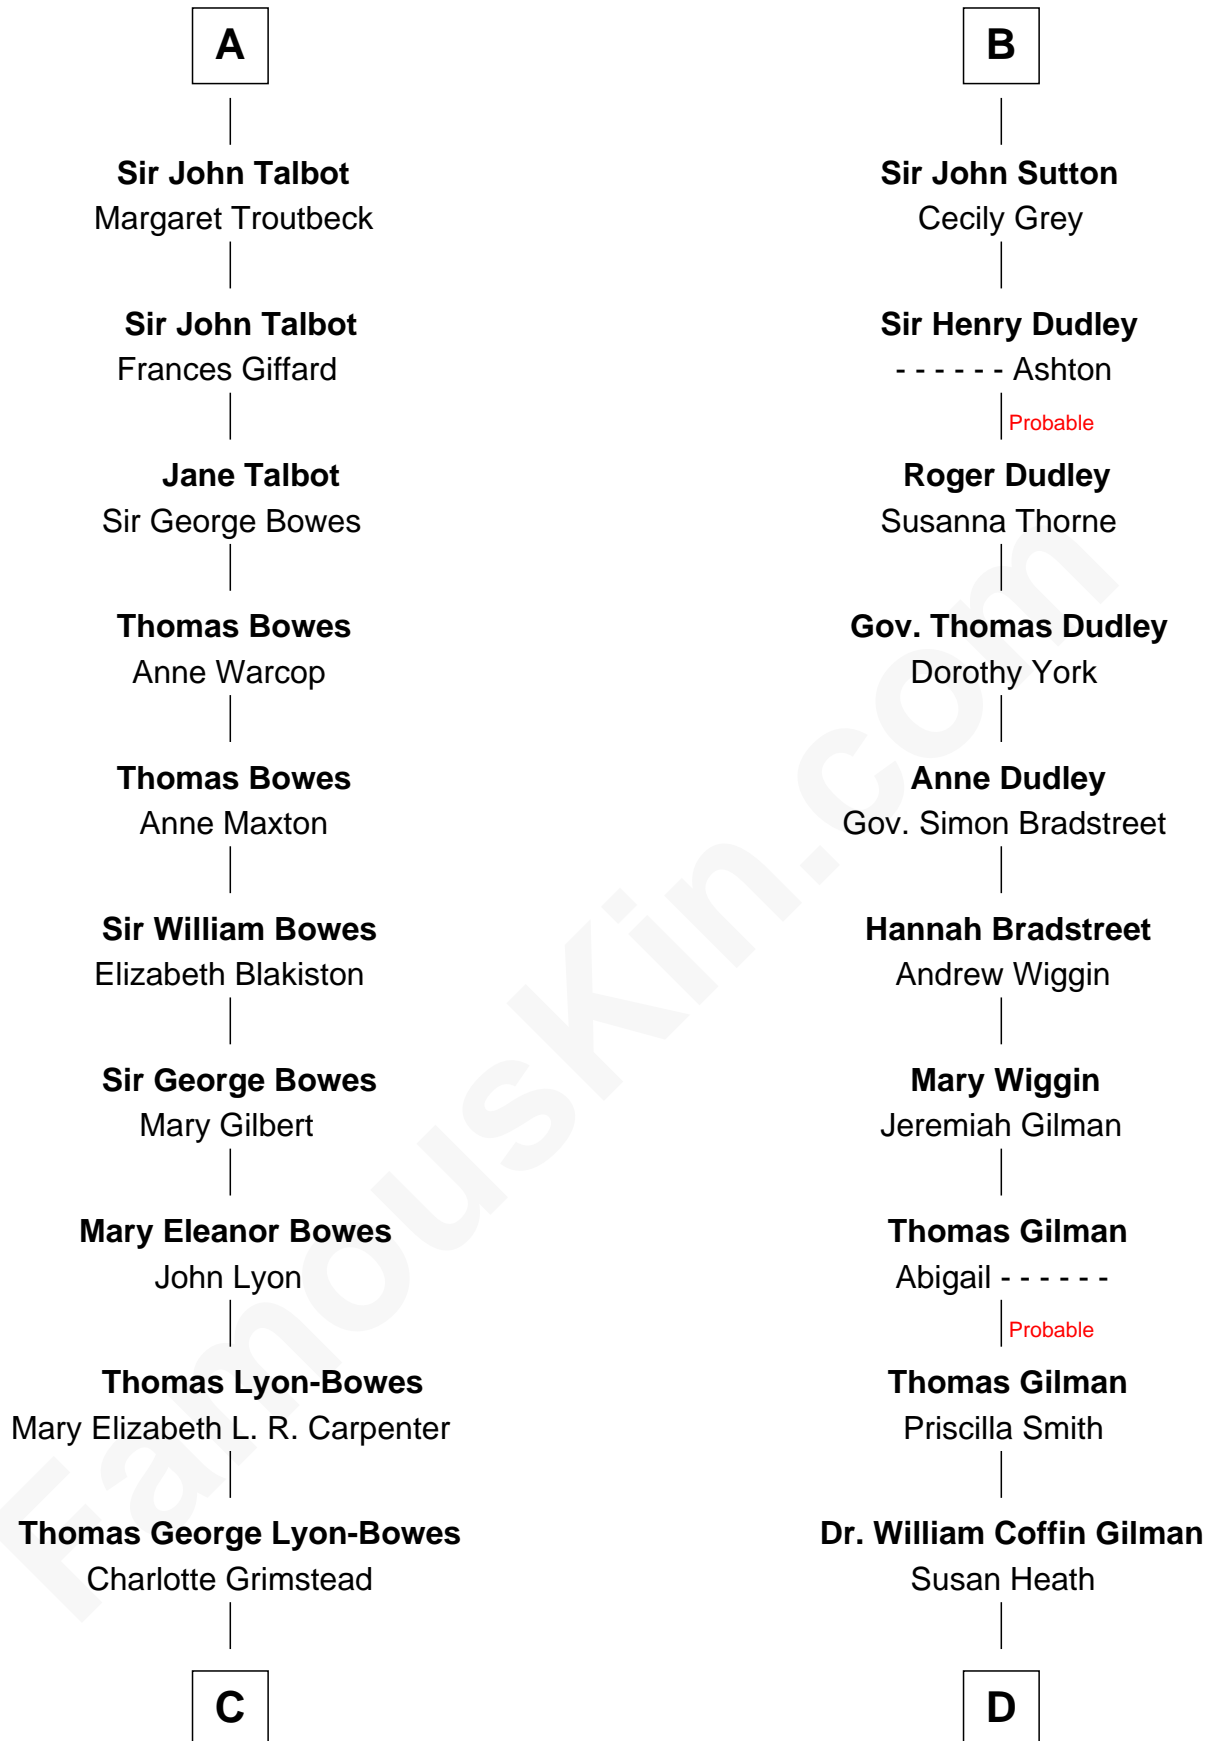 A
Sir John Talbot
Margaret Troutbeck
Sir John Talbot
Frances Giffard
Jane Talbot
Sir George Bowes
Thomas Bowes
Anne Warcop
Thomas Bowes
Anne Maxton
Sir William Bowes
Elizabeth Blakiston
Sir George Bowes
Mary Gilbert
Mary Eleanor Bowes
John Lyon
Thomas Lyon-Bowes
Mary Elizabeth L. R. Carpenter
Thomas George Lyon-Bowes
Charlotte Grimstead
C
B
Sir John Sutton
Cecily Grey
Sir Henry Dudley
- - - - - - Ashton
Probable
Roger Dudley
Susanna Thorne
Gov. Thomas Dudley
Dorothy York
Anne Dudley
Gov. Simon Bradstreet
Hannah Bradstreet
Andrew Wiggin
Mary Wiggin
Jeremiah Gilman
Thomas Gilman
Abigail - - - - - -
Probable
Thomas Gilman
Priscilla Smith
Dr. William Coffin Gilman
Susan Heath
D
FamousKin.com